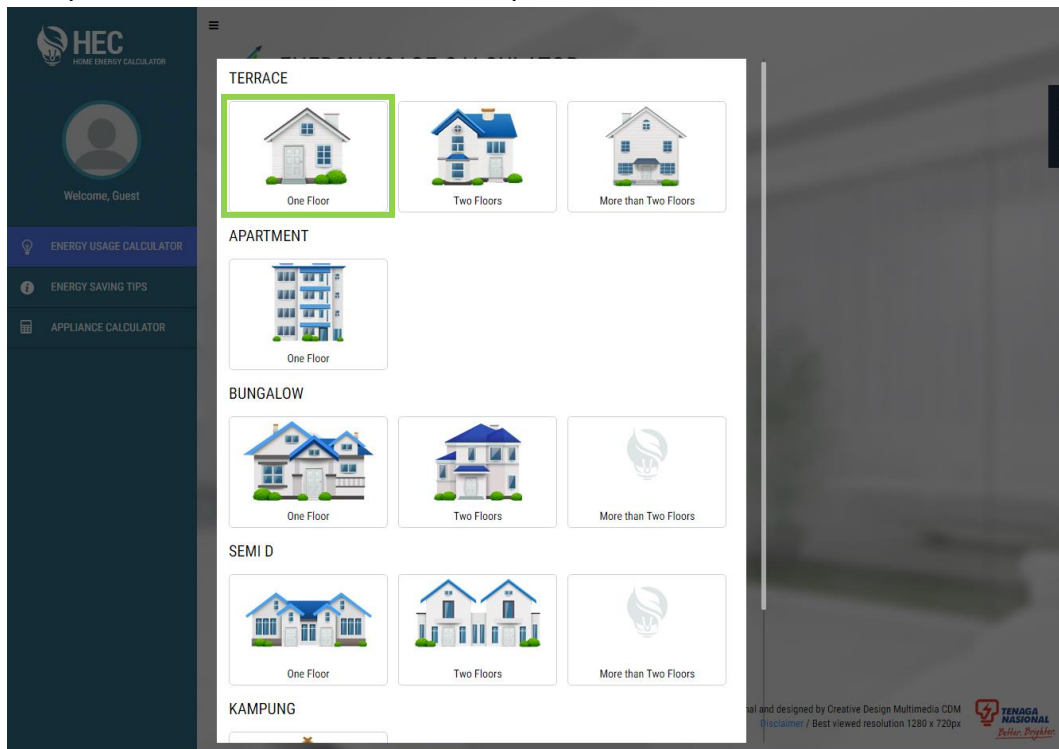 HEC
HOME ENERGY CALCULATOR
Welcome, Guest
ENERGY USAGE CALCULATOR
ENERGY SAVING TIPS
APPLIANCE CALCULATOR
TERRACE
One Floor
Two Floors
More than Two Floors
APARTMENT
One Floor
BUNGALOW
One Floor
Two Floors
More than Two Floors
SEMI D
One Floor
Two Floors
More than Two Floors
KAMPUNG
and designed by Creative Design Multimedia CDM
Disclaimer / Best viewed resolution 1280 x 720px
TENAGA
NASIONAL
Better. Brighter.